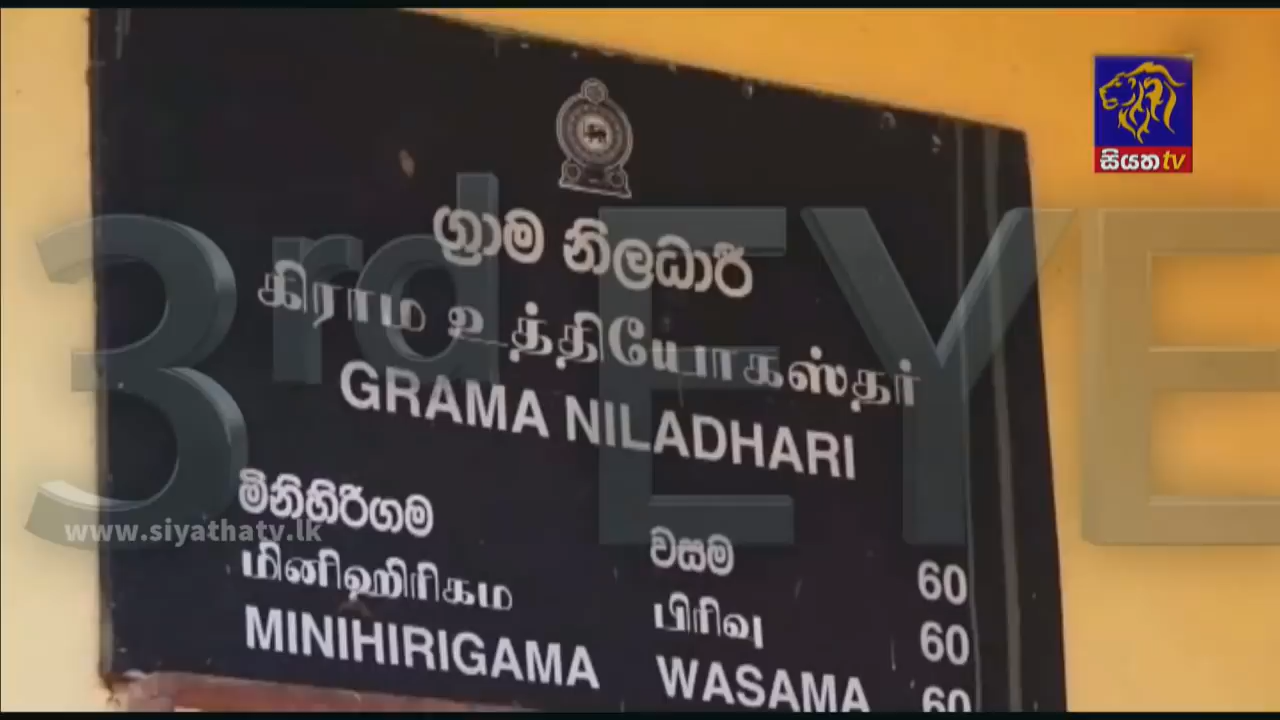 සියත tv
3rd EYE
ග්‍රාම නිලධාරී
கிராம உத்தியோகஸ்தர்
GRAMA NILADHARI
මිනිහිරිගම වසම 60
மினிஹிரிகம பிரிவு 60
MINIHIRIGAMA WASAMA 60
www.siyathatv.lk